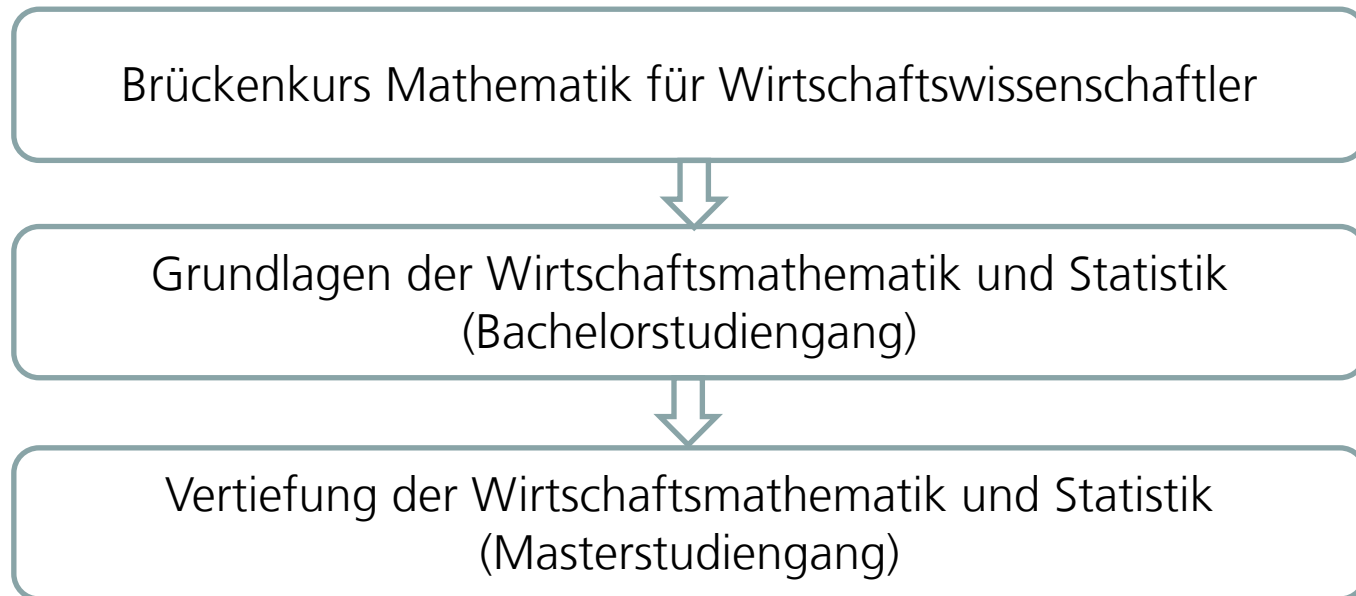 Brückenkurs Mathematik für Wirtschaftswissenschaftler
Grundlagen der Wirtschaftsmathematik und Statistik
(Bachelorstudiengang)
Vertiefung der Wirtschaftsmathematik und Statistik
(Masterstudiengang)